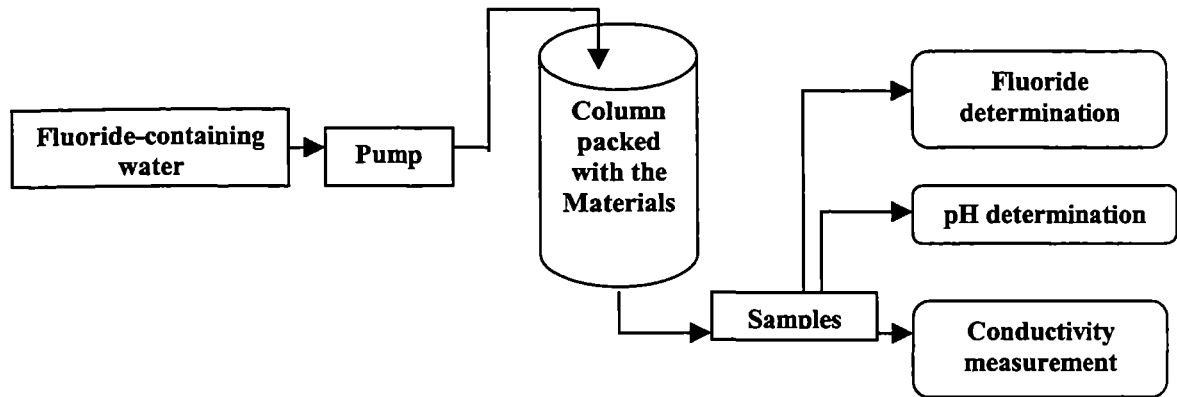 Fluoride-containing
water
Pump
Column
packed
with the
Materials
Samples
Fluoride
determination
pH determination
Conductivity
measurement